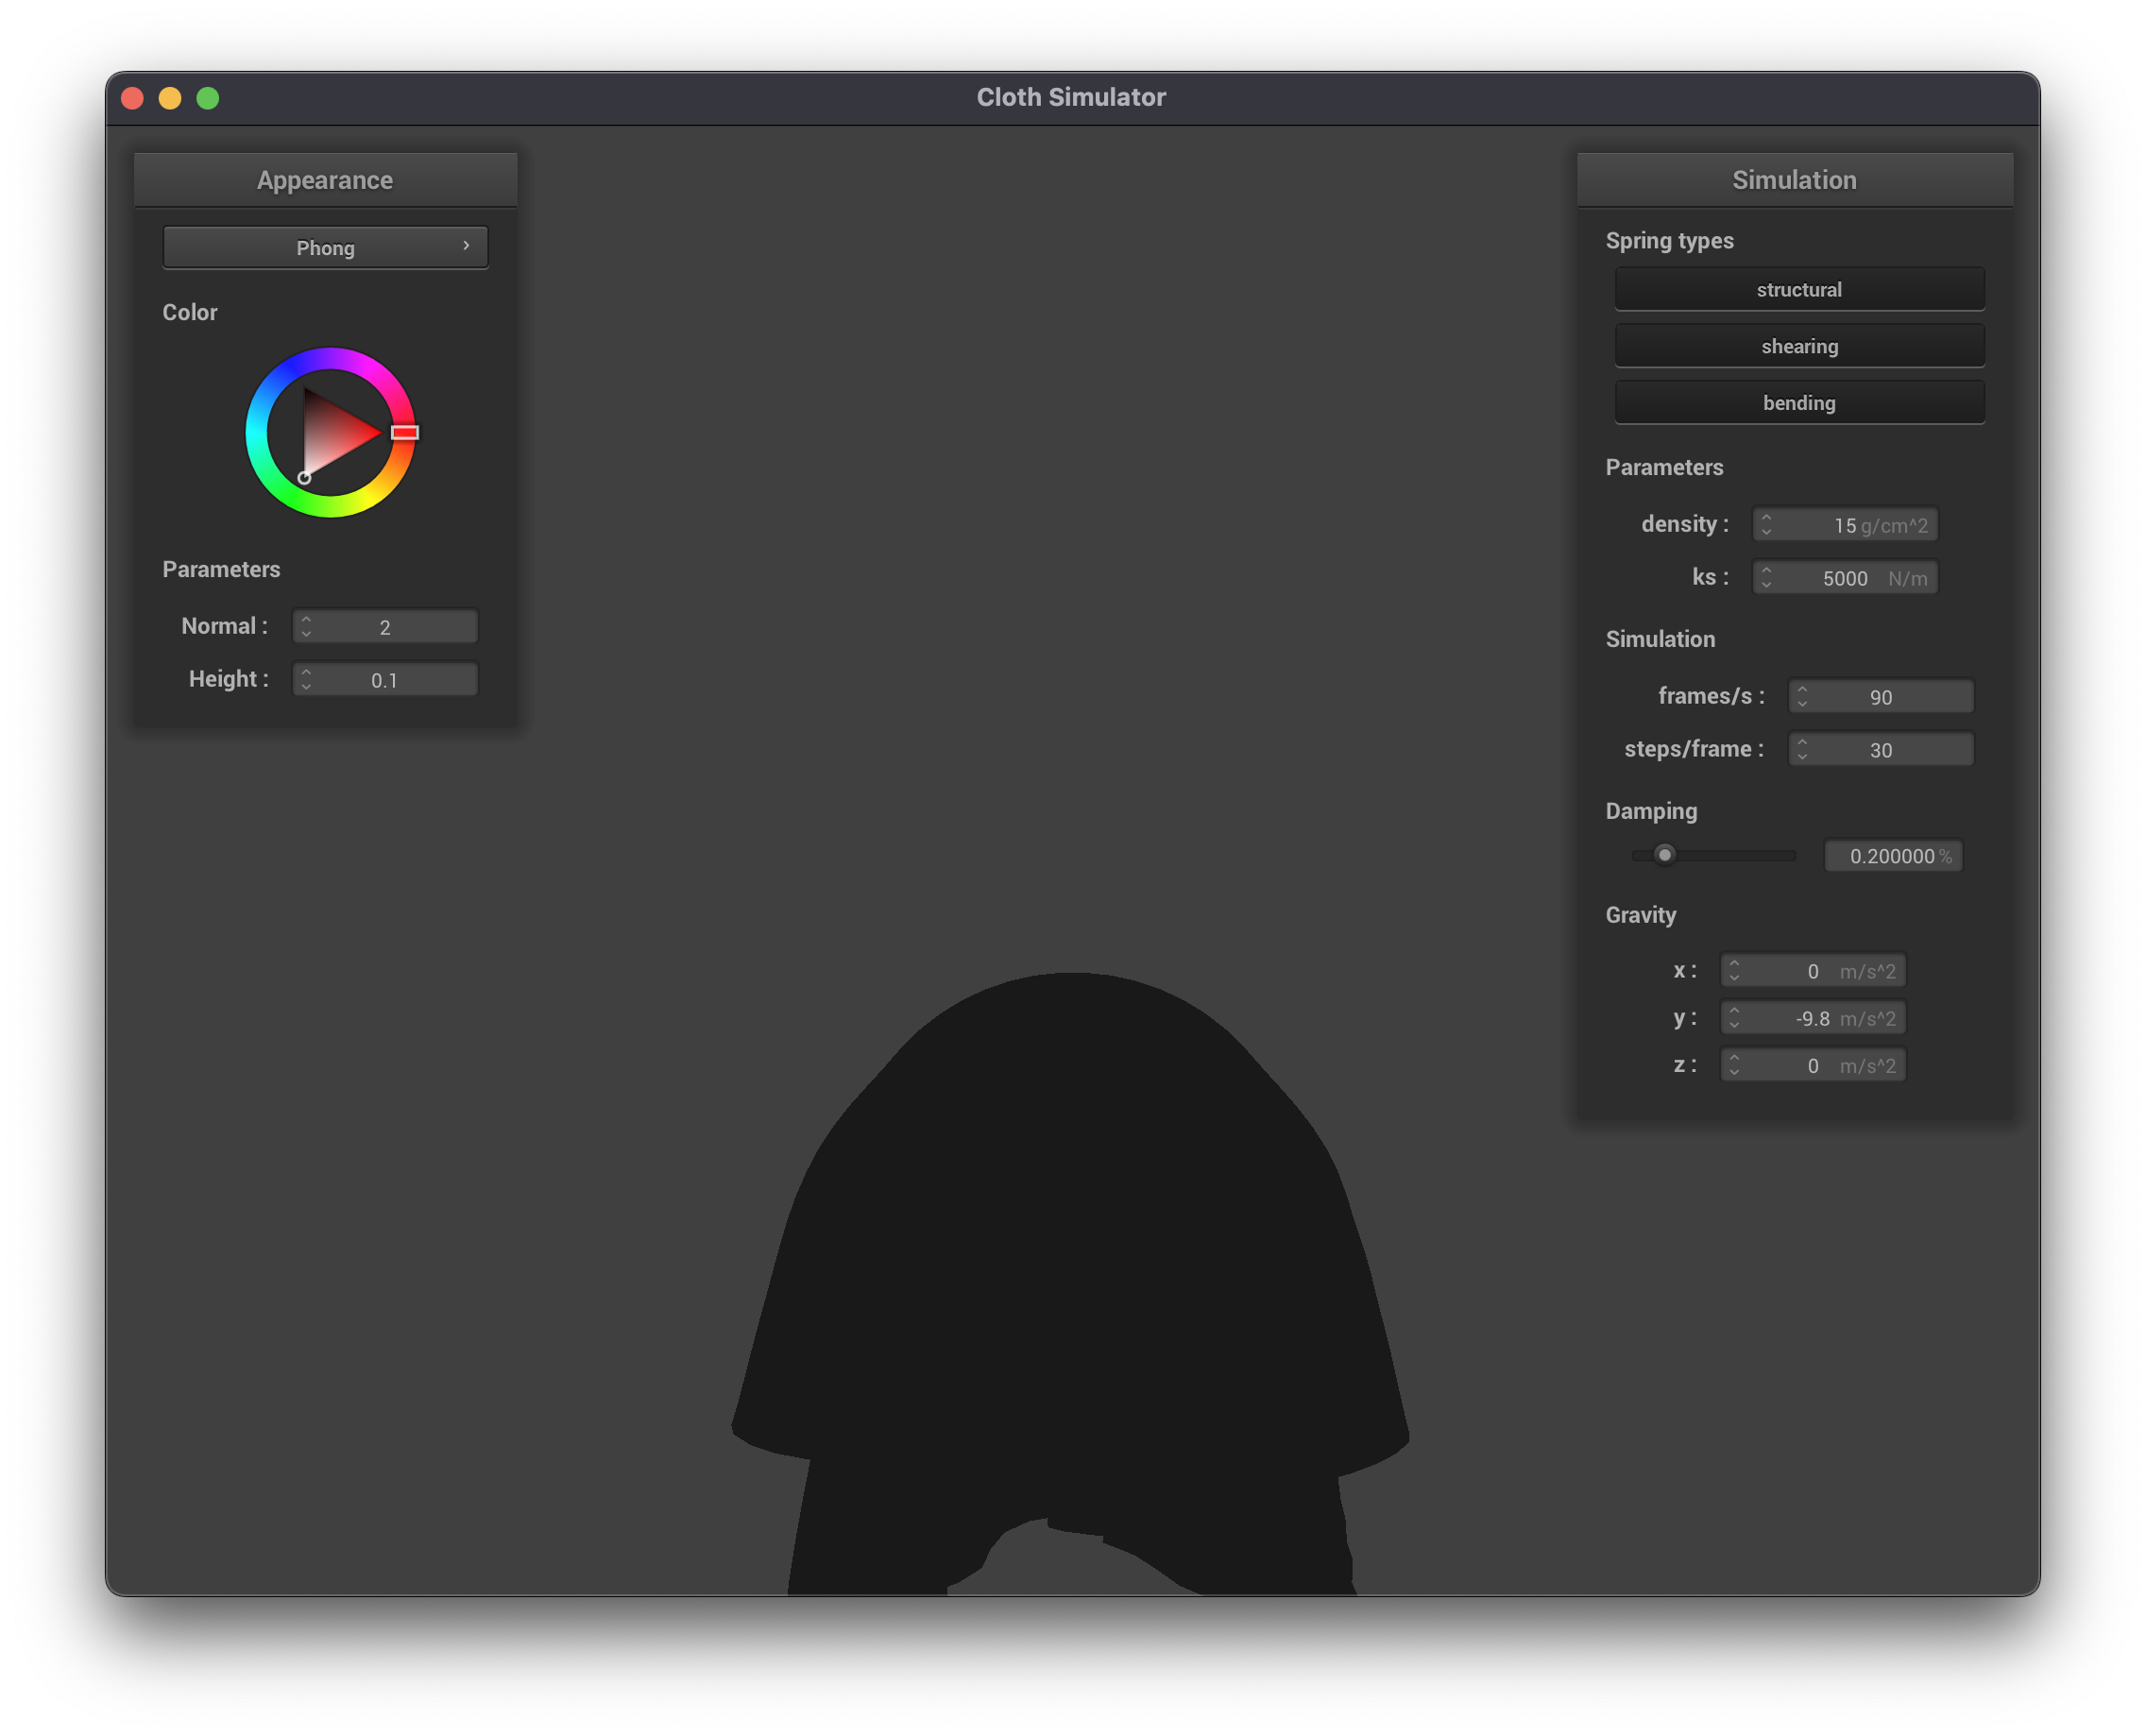 Cloth Simulator
Appearance
Phong
Color
Parameters
Normal : 2
Height : 0.1
Simulation
Spring types
structural
shearing
bending
Parameters
density : 15 g/cm^2
ks : 5000 N/m
Simulation
frames/s : 90
steps/frame : 30
Damping
0.200000 %
Gravity
x : 0 m/s^2
y : -9.8 m/s^2
z : 0 m/s^2